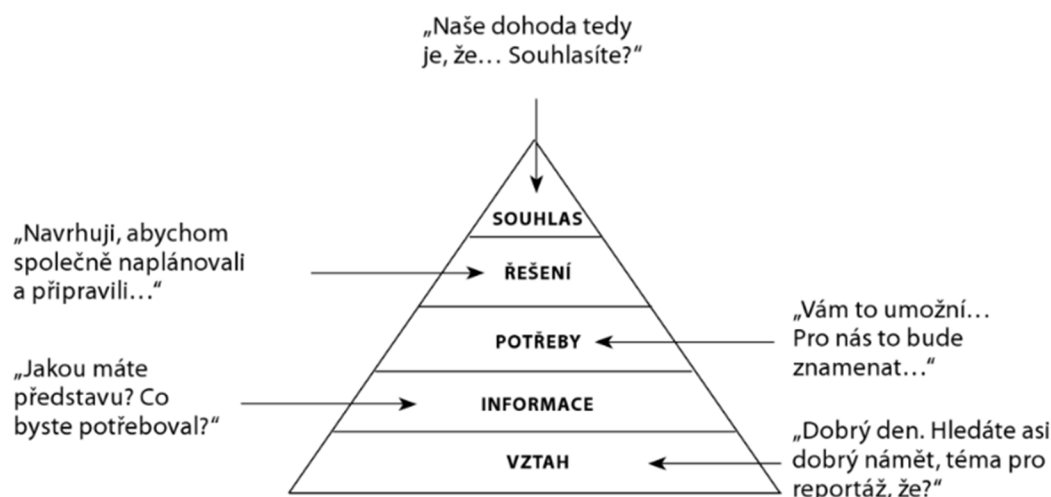 „Naše dohoda tedy
je, že… Souhlasíte?“
SOUHLAS
„Navrhuji, abychom
společně naplánovali
a připravili…“
ŘEŠENÍ
POTŘEBY
„Vám to umožní…
Pro nás to bude
znamenat…“
„Jakou máte
představu? Co
byste potřeboval?“
INFORMACE
VZTAH
„Dobrý den. Hledáte asi
dobrý námět, téma pro
reportáž, že?“